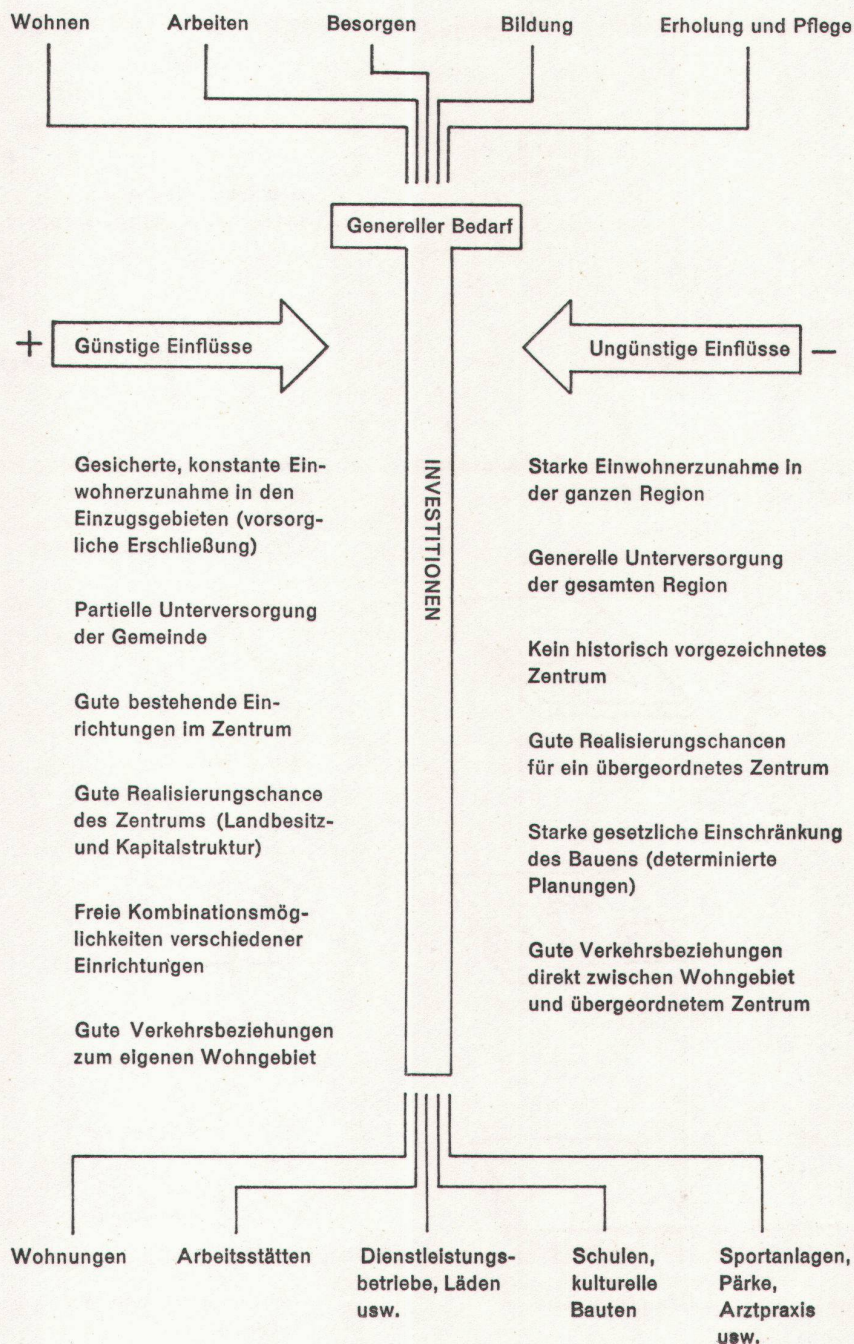 Wohnen Arbeiten Besorgen Bildung Erholung und Pflege
Genereller Bedarf
+ Günstige Einflüsse
Ungünstige Einflüsse –
INVESTITIONEN
Gesicherte, konstante Ein-
wohnerzunahme in den
Einzugsgebieten (vorsorg-
liche Erschließung)
Partielle Unterversorgung
der Gemeinde
Gute bestehende Ein-
richtungen im Zentrum
Gute Realisierungschance
des Zentrums (Landbesitz-
und Kapitalstruktur)
Freie Kombinationsmög-
lichkeiten verschiedener
Einrichtungen
Gute Verkehrsbeziehungen
zum eigenen Wohngebiet
Starke Einwohnerzunahme in
der ganzen Region
Generelle Unterversorgung
der gesamten Region
Kein historisch vorgezeichnetes
Zentrum
Gute Realisierungschancen
für ein übergeordnetes Zentrum
Starke gesetzliche Einschränkung
des Bauens (determinierte
Planungen)
Gute Verkehrsbeziehungen
direkt zwischen Wohngebiet
und übergeordnetem Zentrum
Wohnungen
Arbeitsstätten
Dienstleistungs-
betriebe, Läden
usw.
Schulen,
kulturelle
Bauten
Sportanlagen,
Pärke,
Arztpraxis
usw.